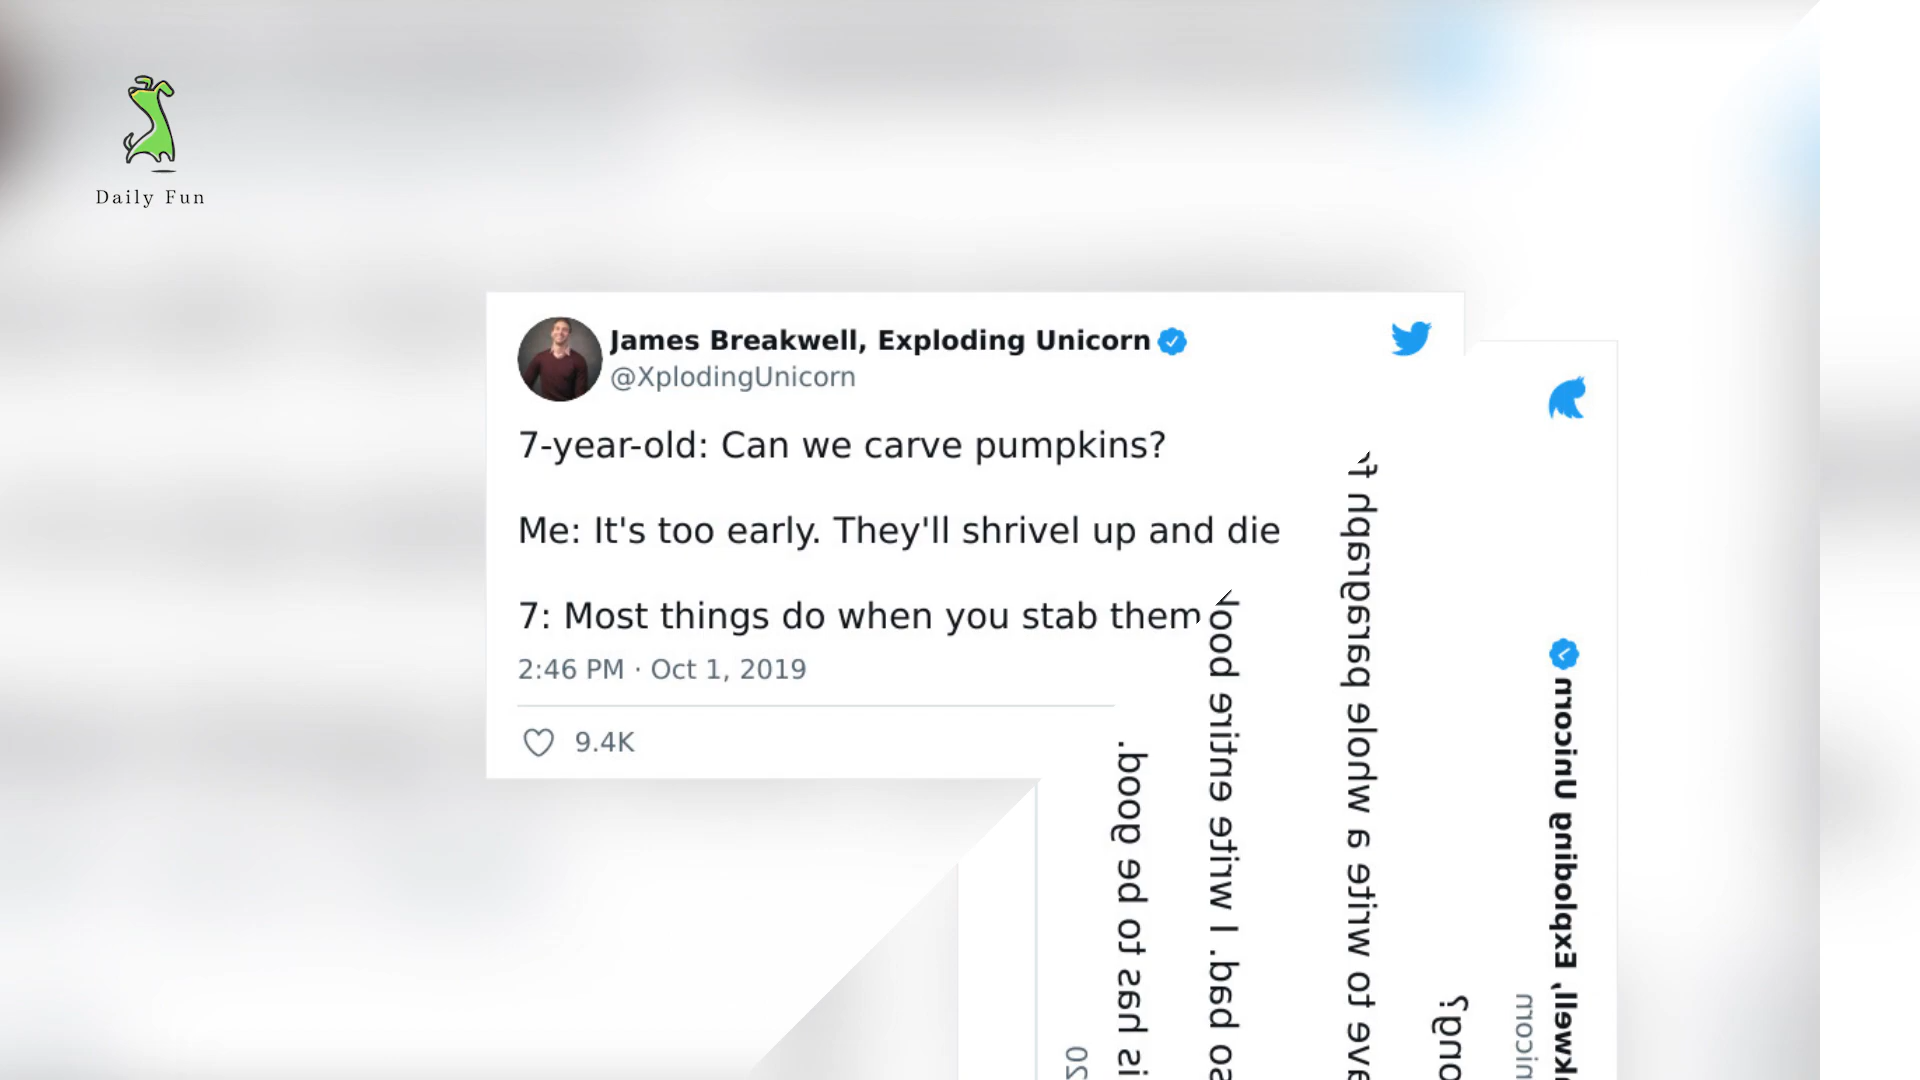 Daily Fun
James Breakwell, Exploding Unicorn
@XplodingUnicorn
7-year-old: Can we carve pumpkins?
Me: It's too early. They'll shrivel up and die
7: Most things do when you stab them
2:46 PM · Oct 1, 2019
9.4K
Exploding Unicorn
to write a whole paragraph
bad. I write entire
is has to be good.